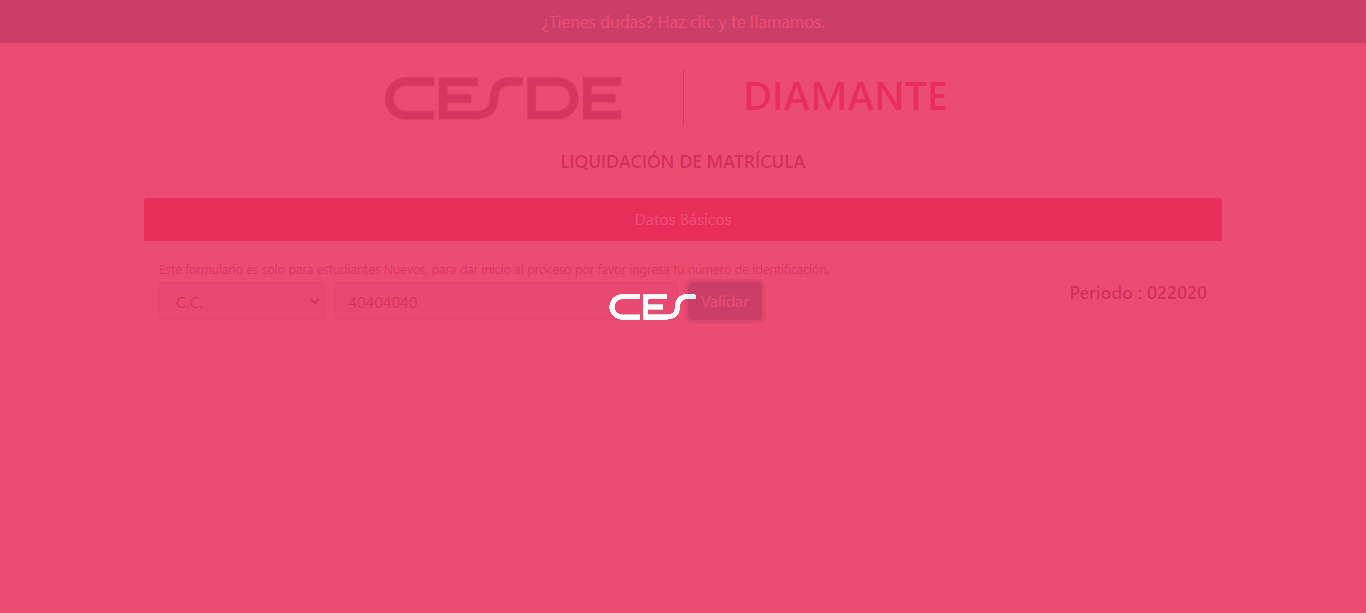 ¿Tienes dudas? Haz clic y te llamamos.
CESDE
DIAMANTE
LIQUIDACIÓN DE MATRÍCULA
Datos Básicos
Este formulario es solo para estudiantes Nuevos, para dar inicio al proceso por favor ingresa tu número de identificación.
C.C.
40404040
CES
Validar
Periodo : 022020